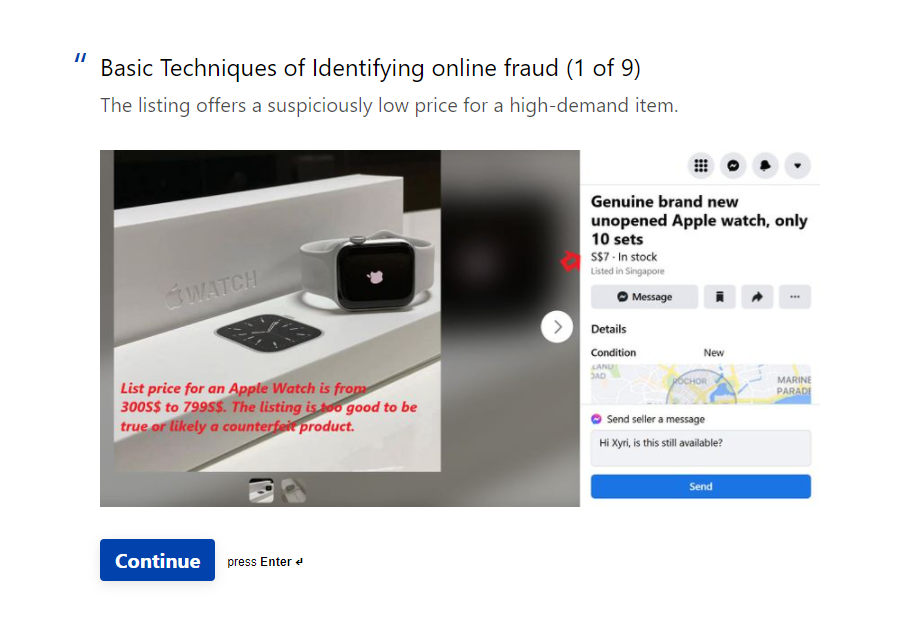 “
Basic Techniques of Identifying online fraud (1 of 9)
The listing offers a suspiciously low price for a high-demand item.
WATCH
List price for an Apple Watch is from
300S$ to 799S$. The listing is too good to be
true or likely a counterfeit product.
Genuine brand new
unopened Apple watch, only
10 sets
S$7 · In stock
Listed in Singapore
Message
Details
Condition New
ROCHOR
MARINE
PARADE
Send seller a message
Hi Xyri, is this still available?
Send
Continue press Enter ↵